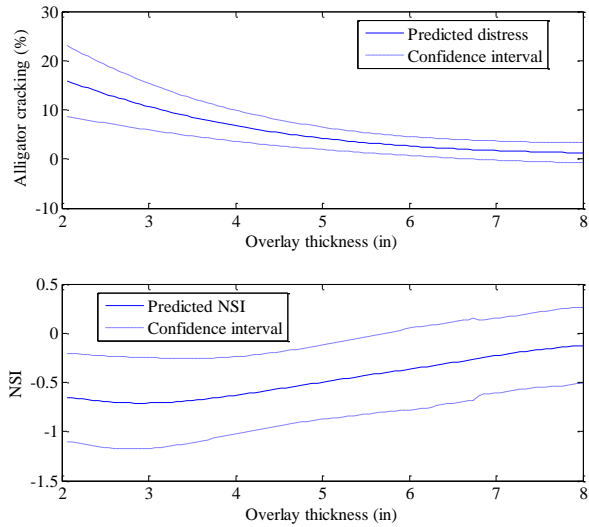 30
20
10
0
-10
Alligator cracking (%)
Predicted distress
Confidence interval
2 3 4 5 6 7 8
Overlay thickness (in)
0.5
0
-0.5
-1
-1.5
NSI
Predicted NSI
Confidence interval
2 3 4 5 6 7 8
Overlay thickness (in)